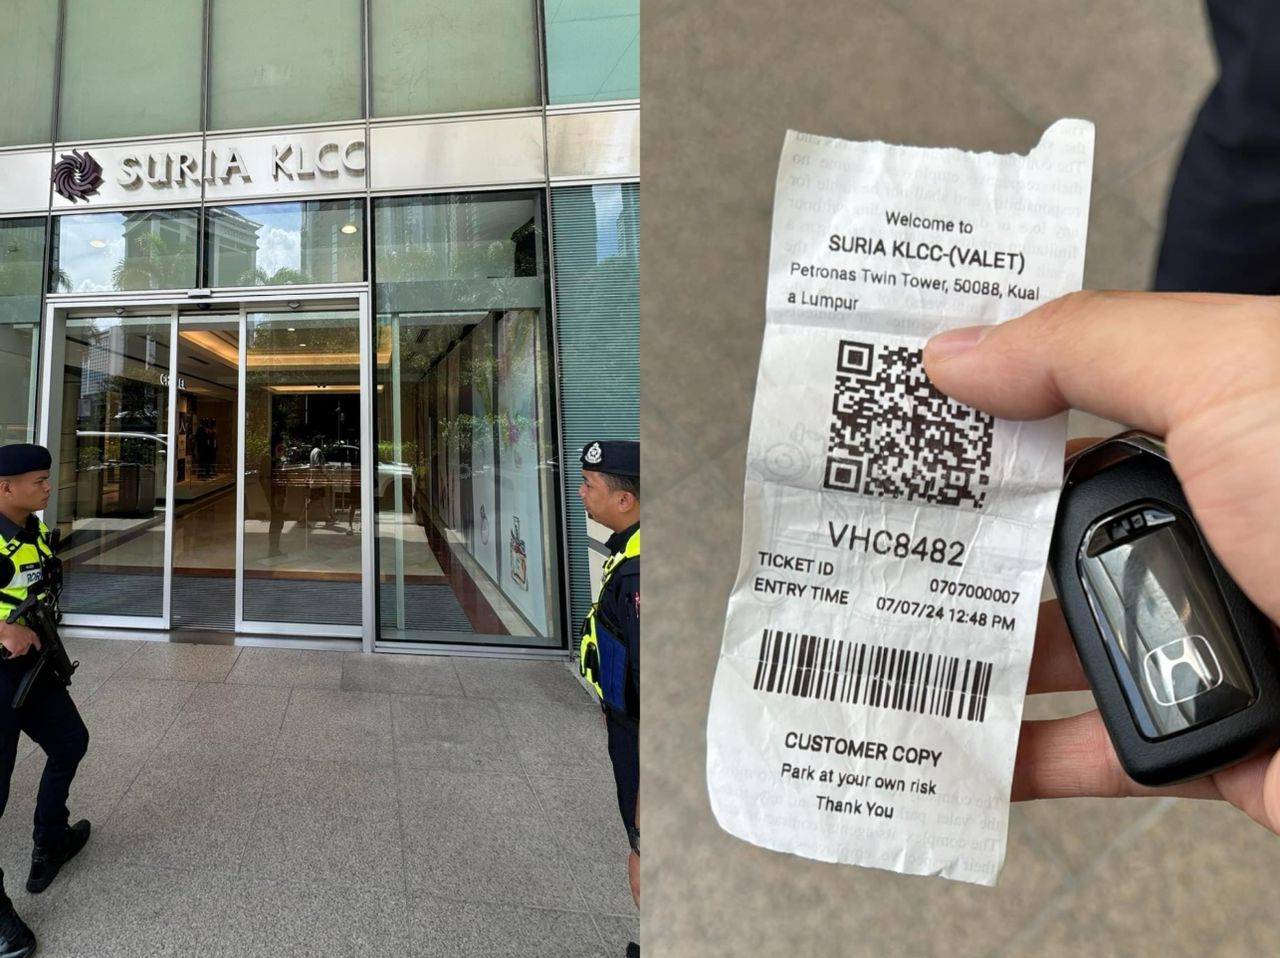 SURIA KLCC
Welcome to
SURIA KLCC-(VALET)
Petronas Twin Tower, 50088, Kual
a Lumpur
VHC8482
TICKET ID 0707000007
ENTRY TIME 07/07/24 12:48 PM
CUSTOMER COPY
Park at your own risk
Thank You